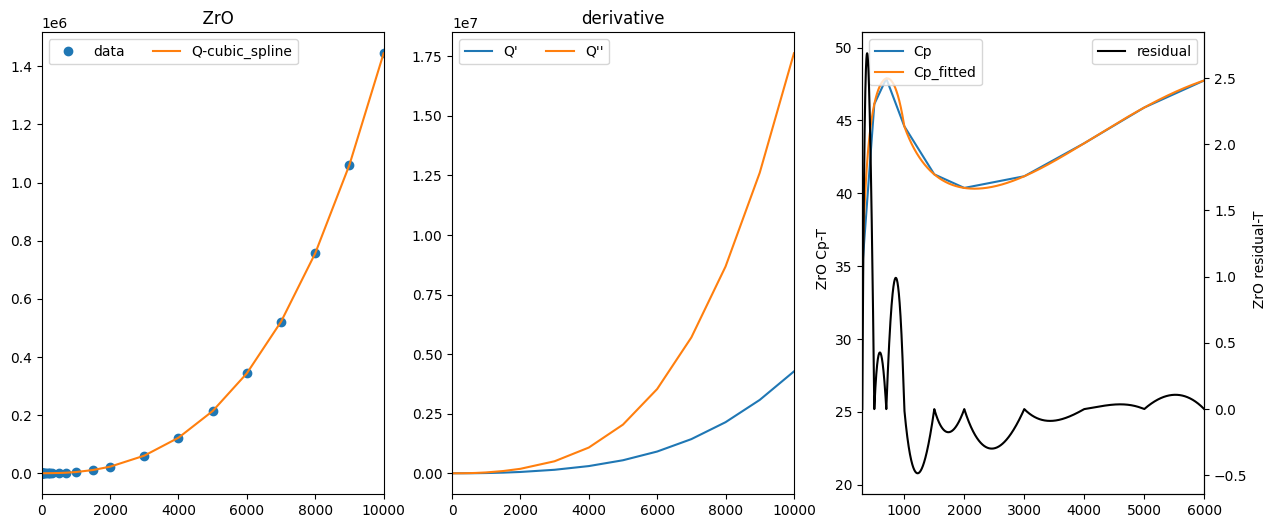 ZrO
1e6
data
Q-cubic_spline
1.4
1.2
1.0
0.8
0.6
0.4
0.2
0.0
0 2000 4000 6000 8000 10000
derivative
1e7
Q'
Q''
1.75
1.50
1.25
1.00
0.75
0.50
0.25
0.00
0 2000 4000 6000 8000 10000
Cp
Cp_fitted
residual
50
45
40
35
30
25
20
ZrO Cp-T
1000 2000 3000 4000 5000 6000
2.5
2.0
1.5
1.0
0.5
0.0
−0.5
ZrO residual-T